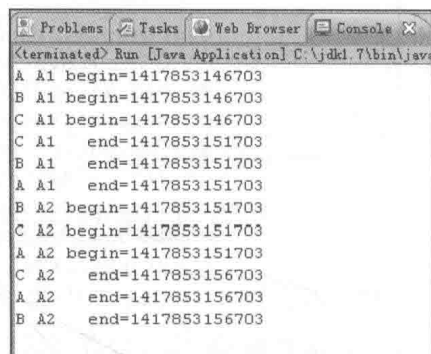 Problems Tasks Web Browser Console
<terminated> Run [Java Application] C:\jdk1.7\bin\java
A A1 begin=1417853146703
B A1 begin=1417853146703
C A1 begin=1417853146703
C A1   end=1417853151703
B A1   end=1417853151703
A A1   end=1417853151703
B A2 begin=1417853151703
C A2 begin=1417853151703
A A2 begin=1417853151703
C A2   end=1417853156703
A A2   end=1417853156703
B A2   end=1417853156703